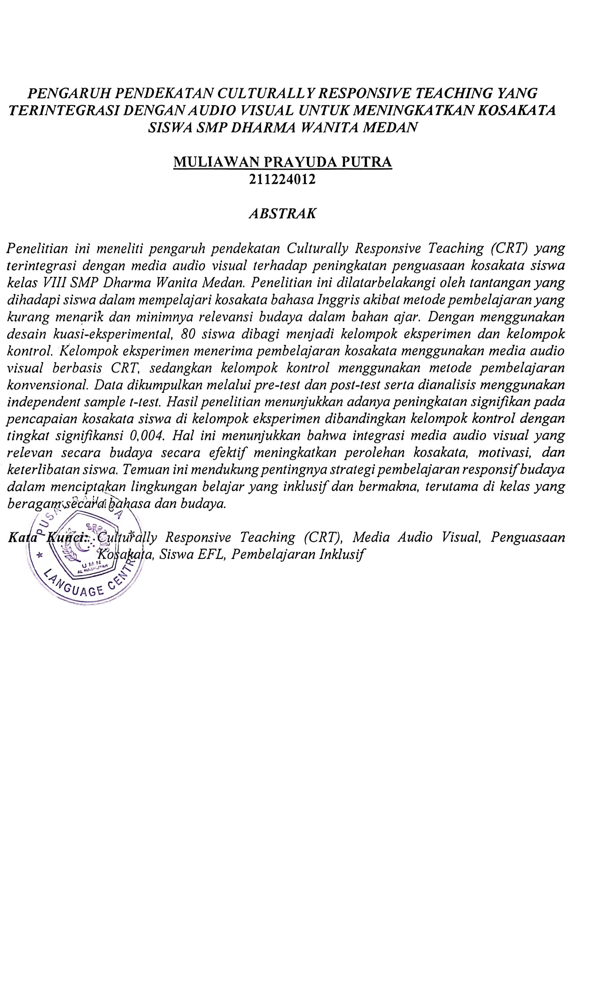 PENGARUH PENDEKATAN CULTURALLY RESPONSIVE TEACHING YANG
TERINTEGRASI DENGAN AUDIO VISUAL UNTUK MENINGKATKAN KOSAKATA
SISWA SMP DHARMA WANITA MEDAN
MULIAWAN PRAYUDA PUTRA
211224012
ABSTRAK
Penelitian ini meneliti pengaruh pendekatan Culturally Responsive Teaching (CRT) yang
terintegrasi dengan media audio visual terhadap peningkatan penguasaan kosakata siswa
kelas VIII SMP Dharma Wanita Medan. Penelitian ini dilatarbelakangi oleh tantangan yang
dihadapi siswa dalam mempelajari kosakata bahasa Inggris akibat metode pembelajaran yang
kurang menarik dan minimnya relevansi budaya dalam bahan ajar. Dengan menggunakan
desain kuasi-eksperimental, 80 siswa dibagi menjadi kelompok eksperimen dan kelompok
kontrol. Kelompok eksperimen menerima pembelajaran kosakata menggunakan media audio
visual berbasis CRT, sedangkan kelompok kontrol menggunakan metode pembelajaran
konvensional. Data dikumpulkan melalui pre-test dan post-test serta dianalisis menggunakan
independent sample t-test. Hasil penelitian menunjukkan adanya peningkatan signifikan pada
pencapaian kosakata siswa di kelompok eksperimen dibandingkan kelompok kontrol dengan
tingkat signifikansi 0,004. Hal ini menunjukkan bahwa integrasi media audio visual yang
relevan secara budaya secara efektif meningkatkan perolehan kosakata, motivasi, dan
keterlibatan siswa. Temuan ini mendukung pentingnya strategi pembelajaran responsif budaya
dalam menciptakan lingkungan belajar yang inklusif dan bermakna, terutama di kelas yang
beragam secara bahasa dan budaya.
Kata Kunci: Culturally Responsive Teaching (CRT), Media Audio Visual, Penguasaan
Kosakata, Siswa EFL, Pembelajaran Inklusif
PUSAT BAHASA
UMN
LANGUAGE CENTRE